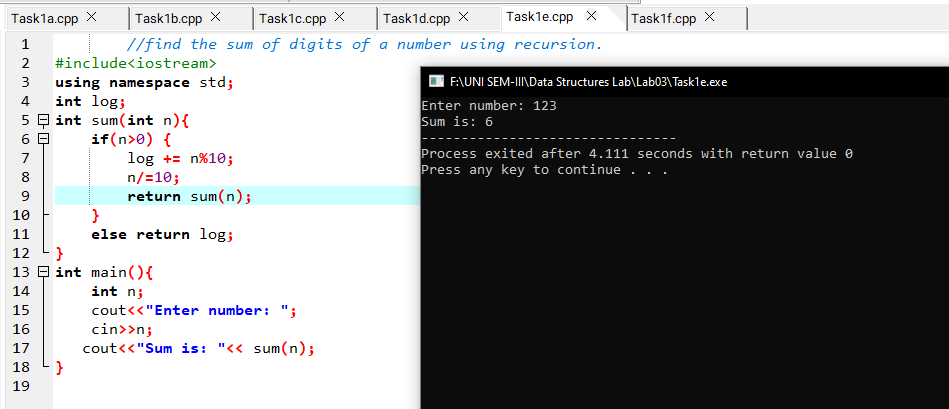 Task1a.cpp Task1b.cpp Task1c.cpp Task1d.cpp Task1e.cpp Task1f.cpp
1 //find the sum of digits of a number using recursion.
2 #include<iostream>
3 using namespace std;
4 int log;
5 int sum(int n){
6 if(n>0) {
7 log += n%10;
8 n/=10;
9 return sum(n);
10 }
11 else return log;
12 }
13 int main(){
14 int n;
15 cout<<"Enter number: ";
16 cin>>n;
17 cout<<"Sum is: "<< sum(n);
18 }
19
F:\UNI SEM-III\Data Structures Lab\Lab03\Task1e.exe
Enter number: 123
Sum is: 6
--------------------------------
Process exited after 4.111 seconds with return value 0
Press any key to continue . . .